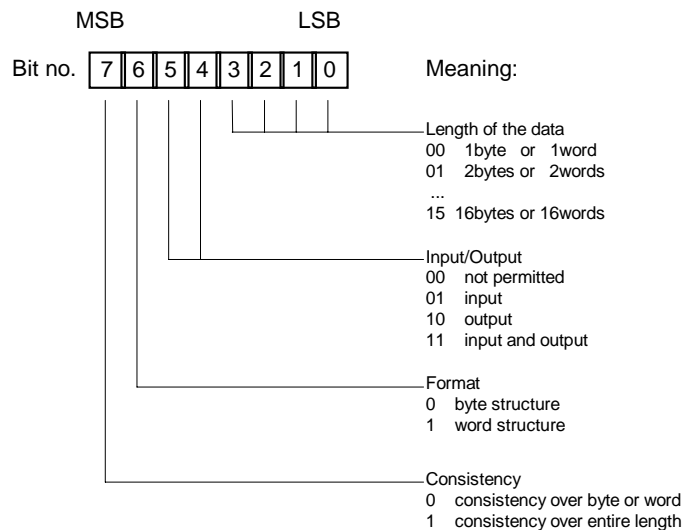 MSB LSB
Bit no. 7 6 5 4 3 2 1 0 Meaning:
Length of the data
00 1byte or 1word
01 2bytes or 2words
...
15 16bytes or 16words
Input/Output
00 not permitted
01 input
10 output
11 input and output
Format
0 byte structure
1 word structure
Consistency
0 consistency over byte or word
1 consistency over entire length